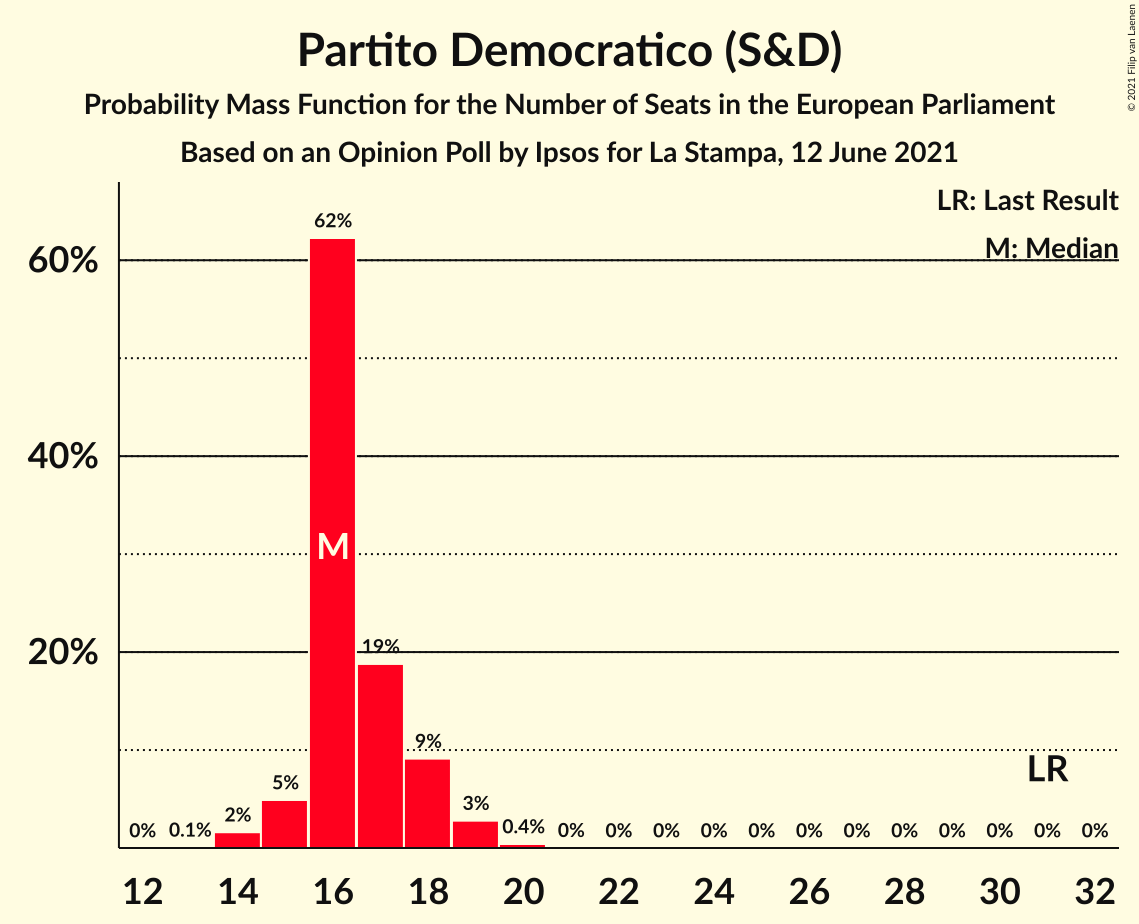 Partito Democratico (S&D)
Probability Mass Function for the Number of Seats in the European Parliament
Based on an Opinion Poll by Ipsos for La Stampa, 12 June 2021
© 2021 Filip van Laenen
LR: Last Result
M: Median
60%
40%
20%
62%
M
19%
9%
LR
5%
3%
2%
0% 0.1% 0.4% 0% 0% 0% 0% 0% 0% 0% 0% 0% 0% 0% 0%
12 14 16 18 20 22 24 26 28 30 32